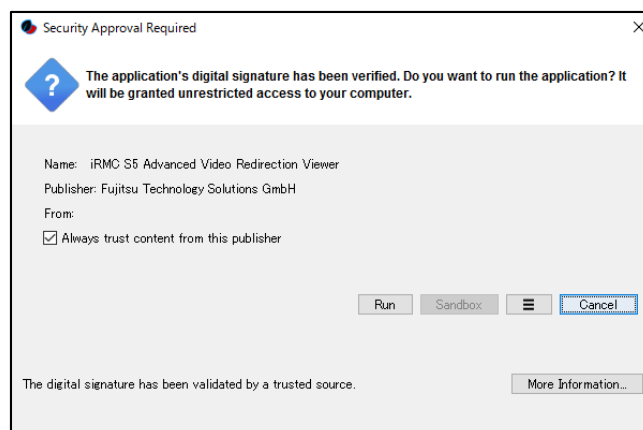 Security Approval Required
The application's digital signature has been verified. Do you want to run the application? It
will be granted unrestricted access to your computer.
Name: iRMC S5 Advanced Video Redirection Viewer
Publisher: Fujitsu Technology Solutions GmbH
From:
Always trust content from this publisher
Run Sandbox Cancel
The digital signature has been validated by a trusted source. More Information...